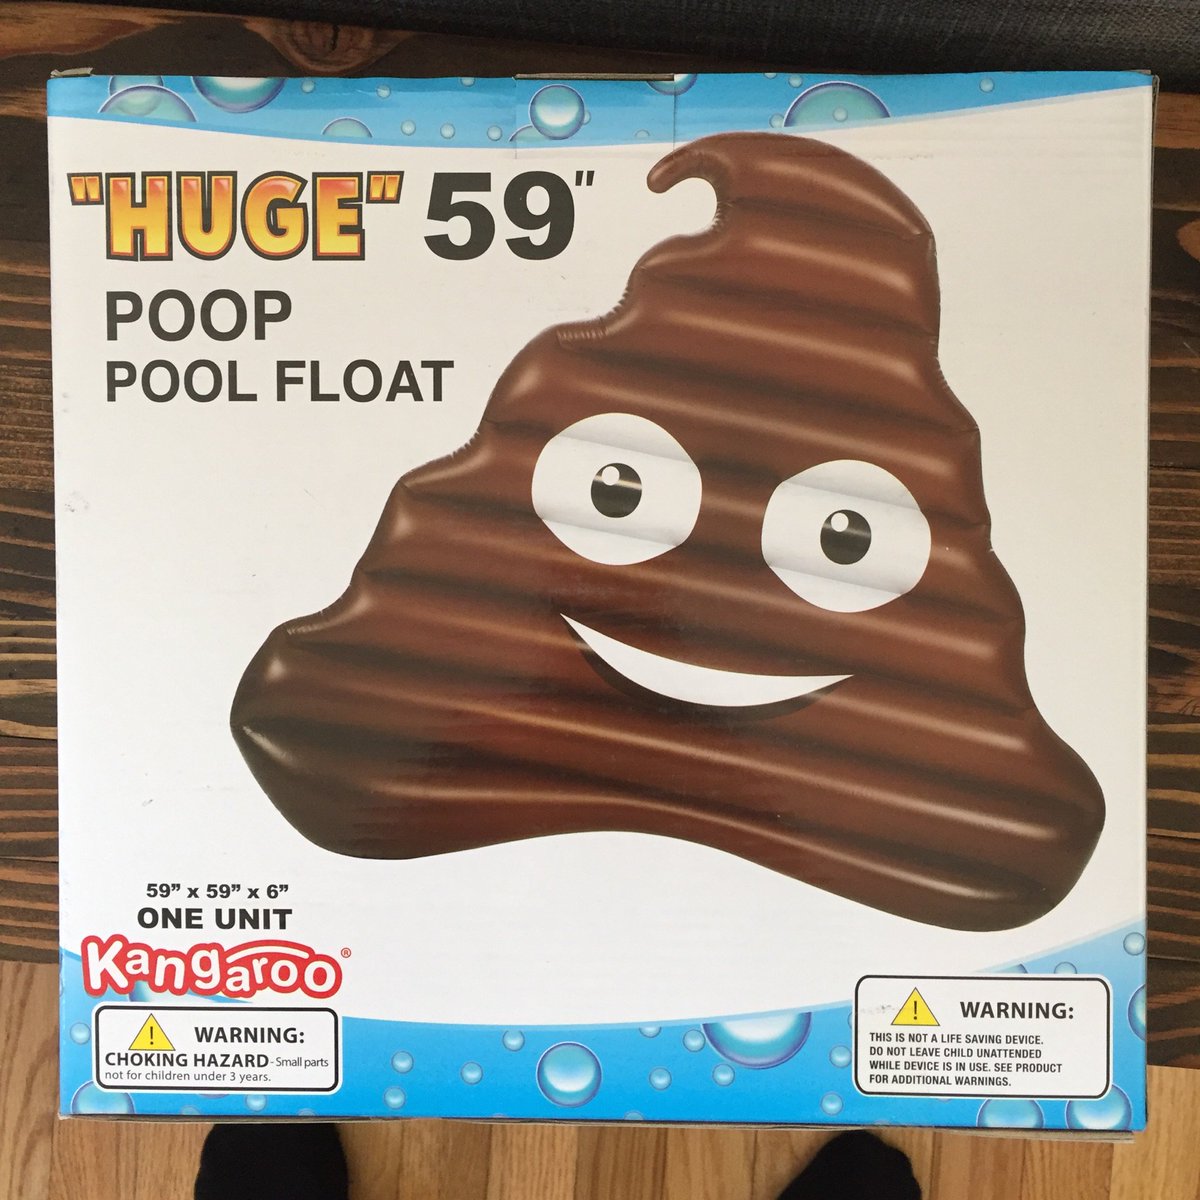 "HUGE" 59"
POOP
POOL FLOAT
59” x 59” x 6”
ONE UNIT
Kangaroo®
WARNING:
CHOKING HAZARD - Small parts
not for children under 3 years.
WARNING:
THIS IS NOT A LIFE SAVING DEVICE.
DO NOT LEAVE CHILD UNATTENDED
WHILE DEVICE IS IN USE. SEE PRODUCT
FOR ADDITIONAL WARNINGS.